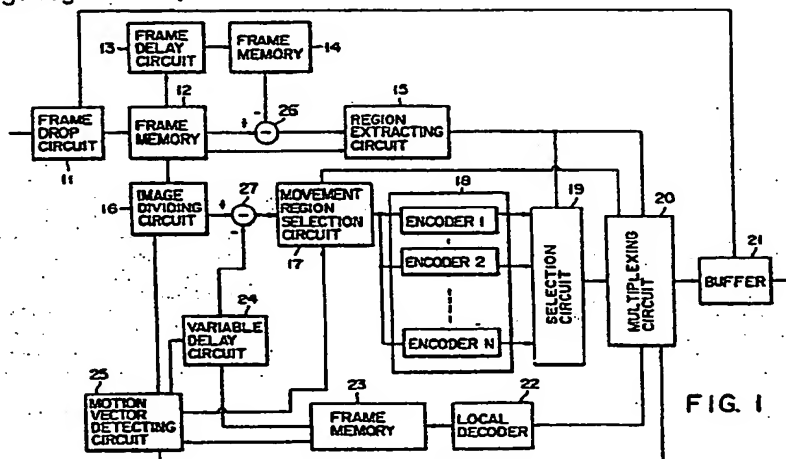 13
FRAME
DELAY
CIRCUIT
FRAME
MEMORY
14
12
15
FRAME
DROP
CIRCUIT
11
FRAME
MEMORY
+
-
26
REGION
EXTRACTING
CIRCUIT
16
IMAGE
DIVIDING
CIRCUIT
+
-
27
MOVEMENT
REGION
SELECTION
CIRCUIT
17
18
ENCODER 1
ENCODER 2
ENCODER N
19
SELECTION
CIRCUIT
20
MULTIPLEXING
CIRCUIT
21
BUFFER
24
VARIABLE
DELAY
CIRCUIT
25
MOTION
VECTOR
DETECTING
CIRCUIT
23
FRAME
MEMORY
22
LOCAL
DECODER
FIG. 1